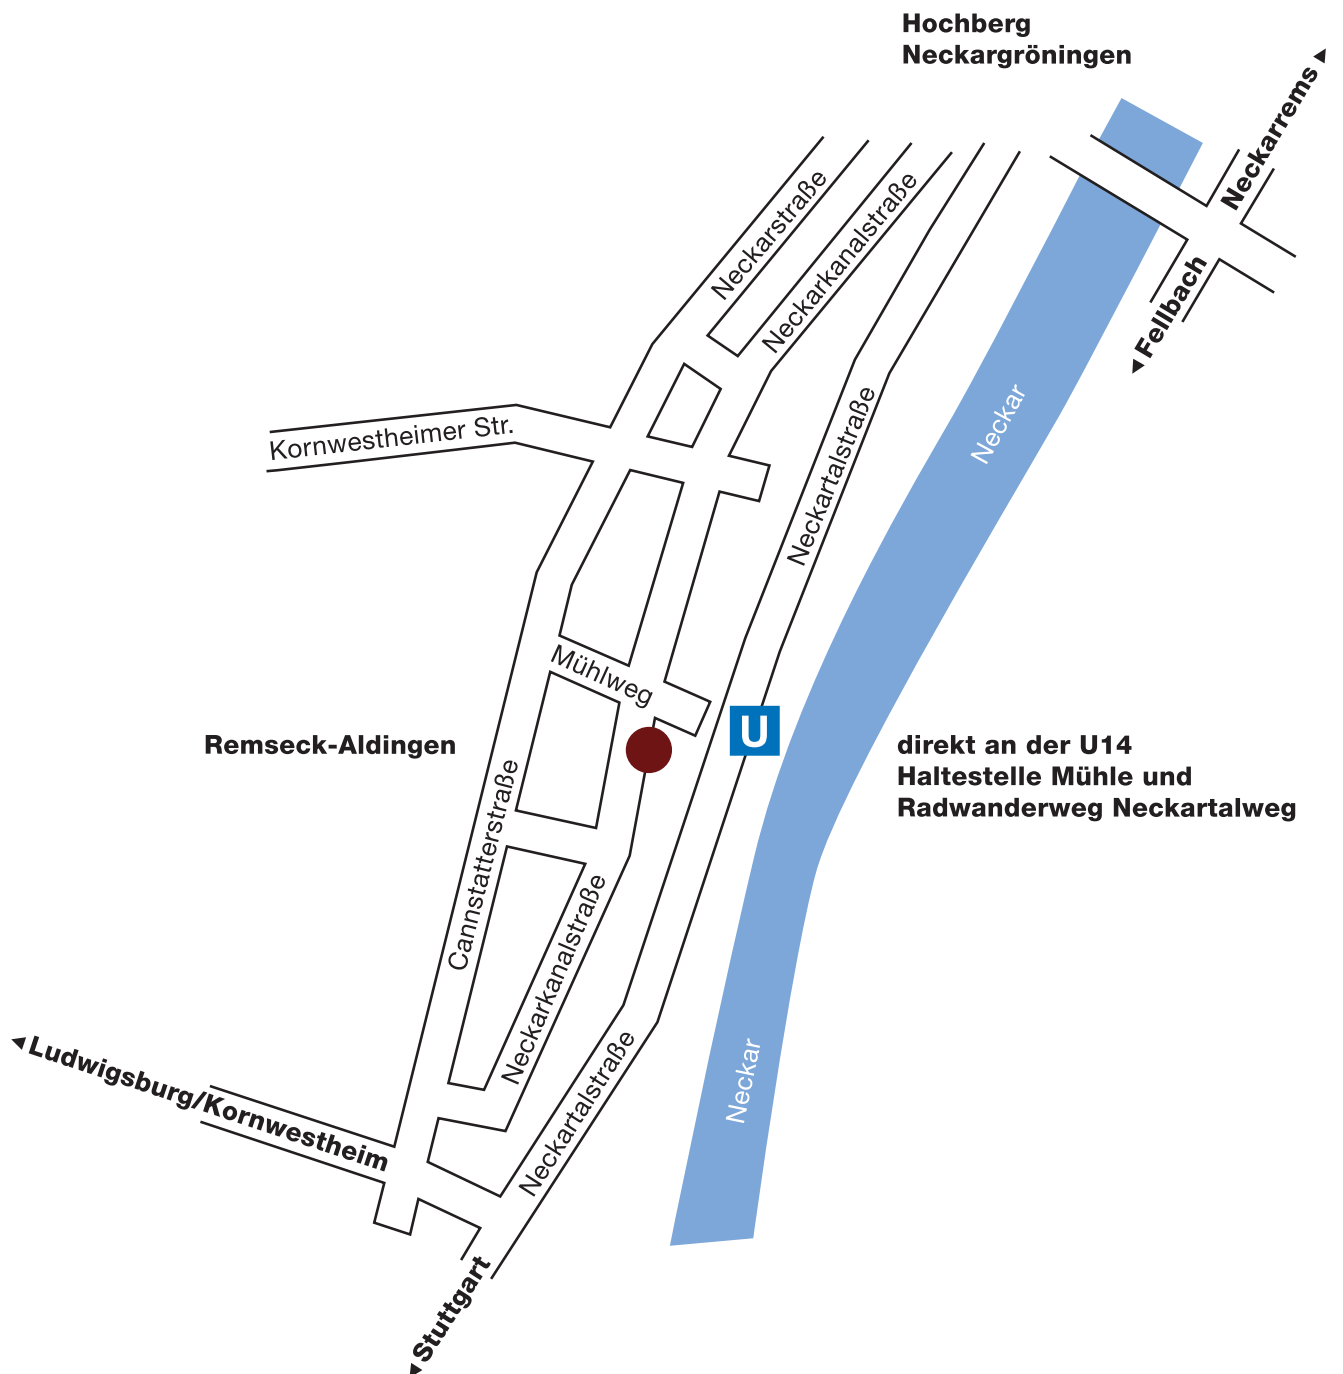 Hochberg
Neckargröningen
Neckarrems
Neckarstraße
Neckarkanalstraße
Fellbach
Neckartalstraße
Neckar
Kornwestheimer Str.
Mühlweg
U
Remseck-Aldingen
direkt an der U14
Haltestelle Mühle und
Radwanderweg Neckartalweg
Cannstatterstraße
Neckarkanalstraße
Neckartalstraße
Neckar
Ludwigsburg/Kornwestheim
Stuttgart